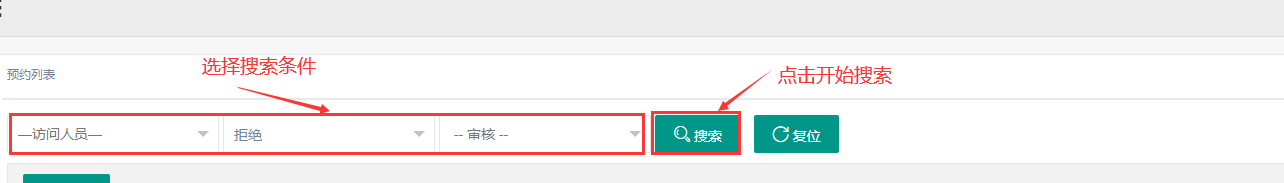 选择搜索条件
预约列表
点击开始搜索
—访问人员—
拒绝
-- 审核 --
搜索
复位